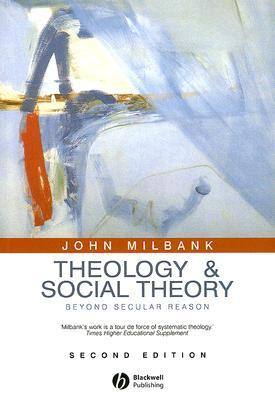 JOHN MILBANK
THEOLOGY &
SOCIAL THEORY
BEYOND SECULAR REASON
'Milbank's work is a tour de force of systematic theology.'
Times Higher Educational Supplement
SECOND EDITION
Blackwell
Publishing